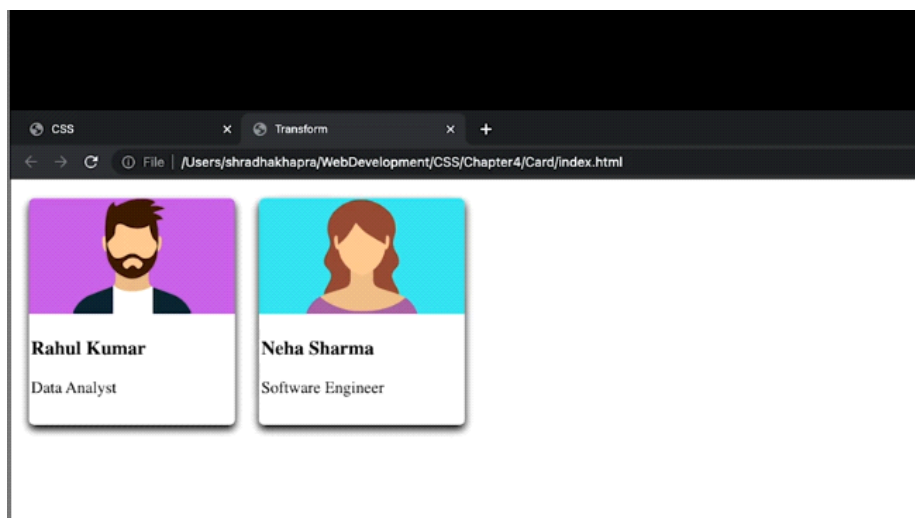 CSS
Transform
File | /Users/shradhakhapra/WebDevelopment/CSS/Chapter4/Card/index.html
Rahul Kumar
Neha Sharma
Data Analyst
Software Engineer